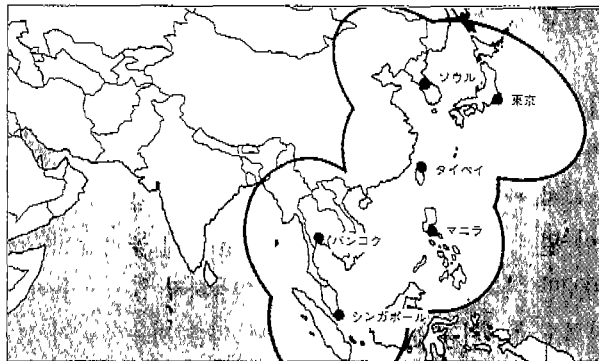 ソウル
東京
タイペイ
マニラ
バンコク
シンガポール